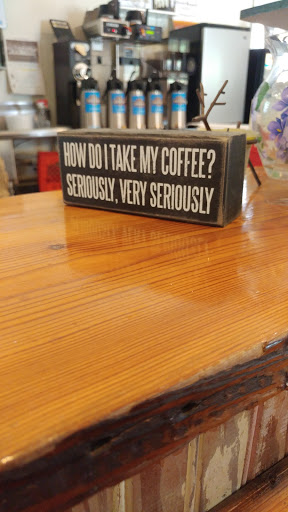 HOW DO I TAKE MY COFFEE?
SERIOUSLY, VERY SERIOUSLY